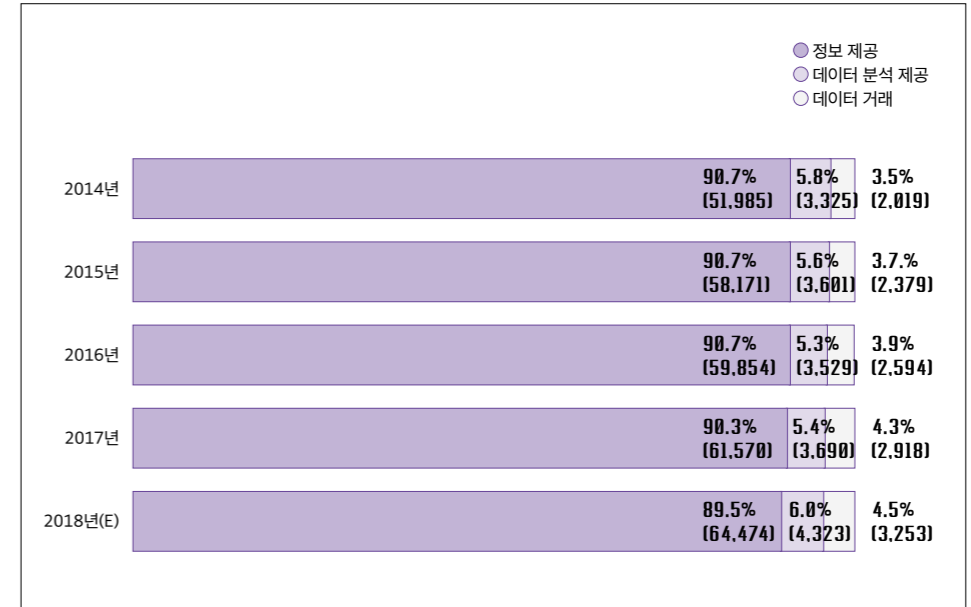 정보 제공
데이터 분석 제공
데이터 거래
2014년
90.7% 5.8% 3.5%
(51,985) (3,325) (2,019)
2015년
90.7% 5.6% 3.7.%
(58,171) (3,601) (2,379)
2016년
90.7% 5.3% 3.9%
(59,854) (3,529) (2,594)
2017년
90.3% 5.4% 4.3%
(61,570) (3,690) (2,918)
2018년(E)
89.5% 6.0% 4.5%
(64,474) (4,323) (3,253)